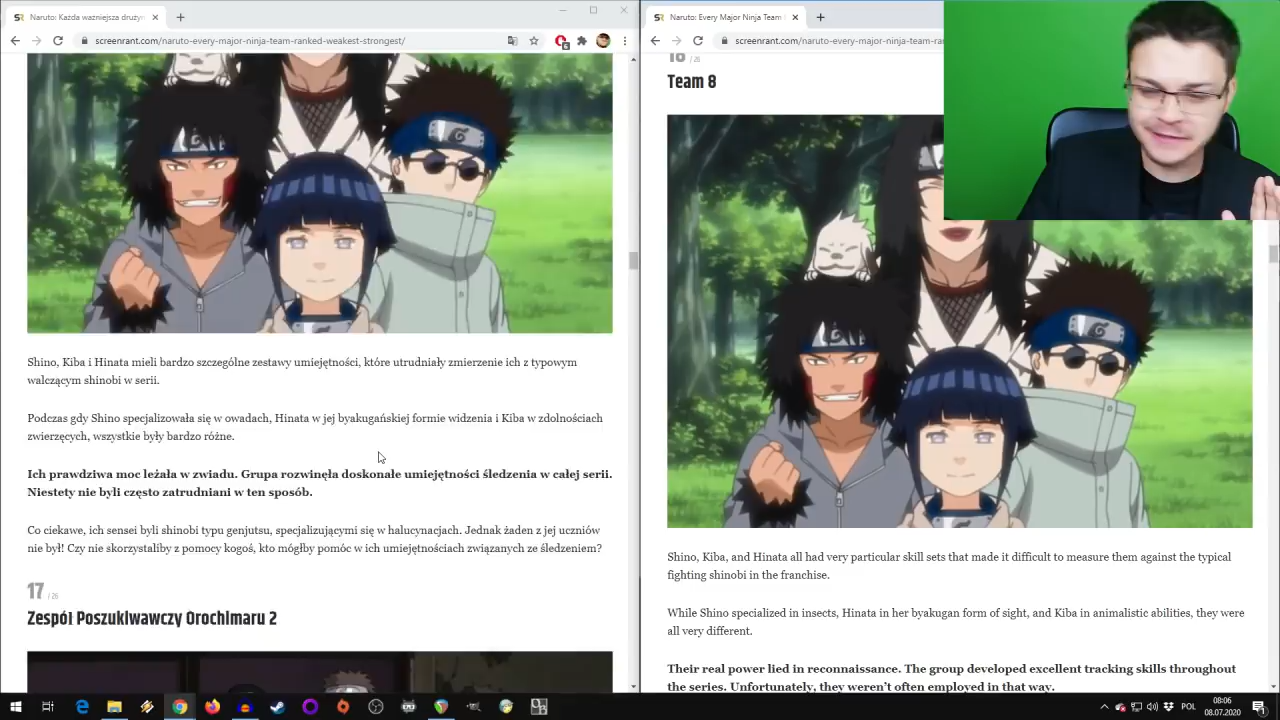 Naruto: Każda ważniejsza drużyn
screenrant.com/naruto-every-major-ninja-team-ranked-weakest-strongest/
Shino, Kiba i Hinata mieli bardzo szczególne zestawy umiejętności, które utrudniały zmierzenie ich z typowym
walczącym shinobi w serii.
Podczas gdy Shino specjalizowała się w owadach, Hinata w jej byakugańskiej formie widzenia i Kiba w zdolnościach
zwierzęcych, wszystkie były bardzo różne.
Ich prawdziwa moc leżała w zwiadu. Grupa rozwinęła doskonałe umiejętności śledzenia w całej serii.
Niestety nie byli często zatrudniani w ten sposób.
Co ciekawe, ich sensei byli shinobi typu genjutsu, specjalizującymi się w halucynacjach. Jednak żaden z jej uczniów
nie był! Czy nie skorzystaliby z pomocy kogoś, kto mógłby pomóc w ich umiejętnościach związanych ze śledzeniem?
17 / 26
Zespół Poszukiwawczy Orochimaru 2
Naruto: Every Major Ninja Team
screenrant.com/naruto-every-major-ninja-team-ra
18 / 26
Team 8
Shino, Kiba, and Hinata all had very particular skill sets that made it difficult to measure them against the typical
fighting shinobi in the franchise.
While Shino specialized in insects, Hinata in her byakugan form of sight, and Kiba in animalistic abilities, they were
all very different.
Their real power lied in reconnaissance. The group developed excellent tracking skills throughout
the series. Unfortunately, they weren't often employed in that way.
POL
08:06
08.07.2020